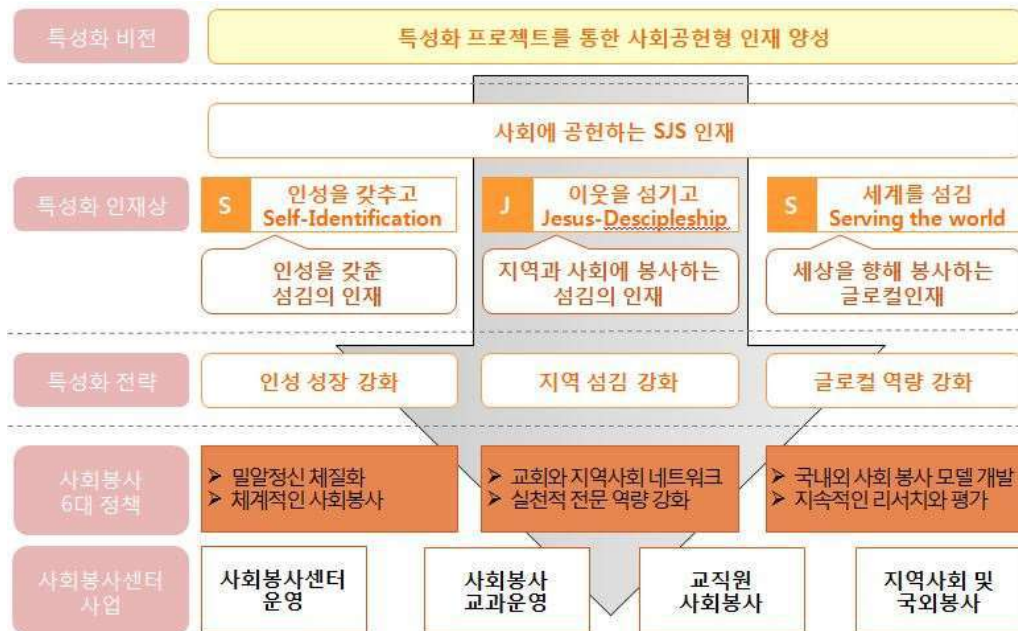 특성화 비전
특성화 프로젝트를 통한 사회공헌형 인재 양성
사회에 공헌하는 SJS 인재
특성화 인재상
S
인성을 갖추고
Self-Identification
J
이웃을 섬기고
Jesus-Descipleship
S
세계를 섬김
Serving the world
인성을 갖춘
섬김의 인재
지역과 사회에 봉사하는
섬김의 인재
세상을 향해 봉사하는
글로컬인재
특성화 전략
인성 성장 강화
지역 섬김 강화
글로컬 역량 강화
사회봉사
6대 정책
➢ 밀알정신 체질화
➢ 체계적인 사회봉사
➢ 교회와 지역사회 네트워크
➢ 실천적 전문 역량 강화
➢ 국내외 사회 봉사 모델 개발
➢ 지속적인 리서치와 평가
사회봉사센터
사업
사회봉사센터
운영
사회봉사
교과운영
교직원
사회봉사
지역사회 및
국외봉사